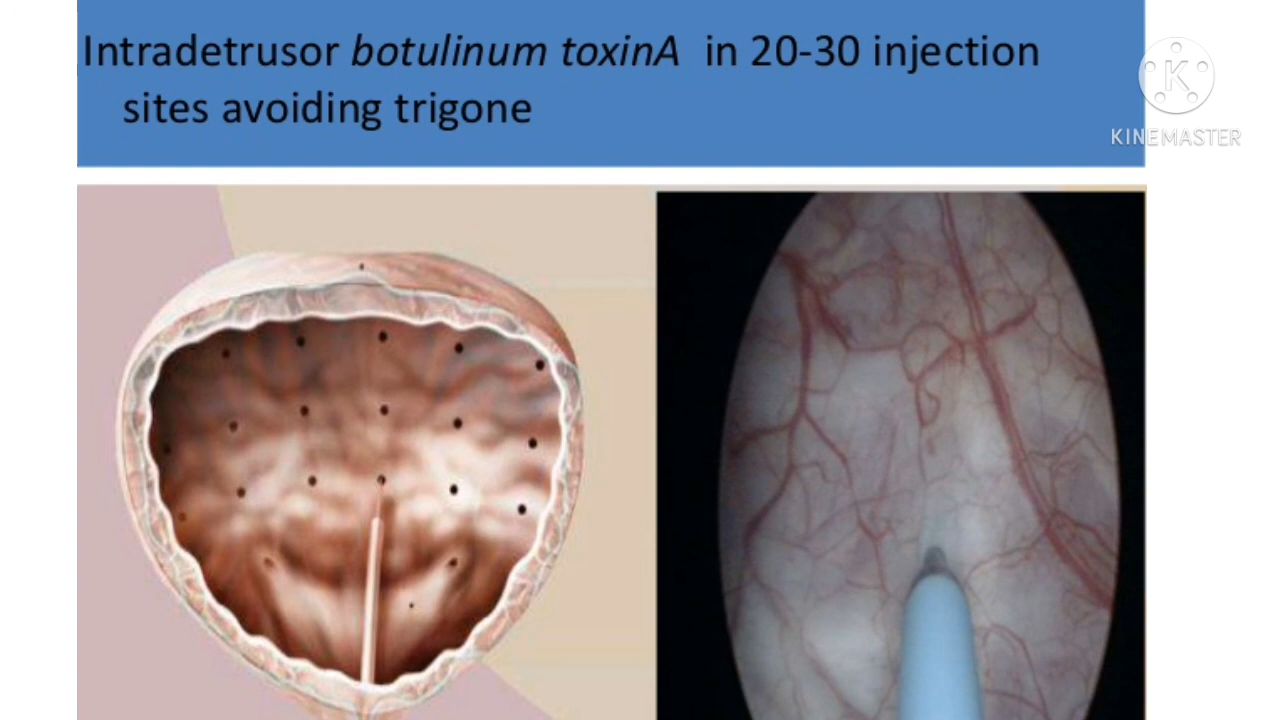 Intradetrusor botulinum toxinA in 20-30 injection
sites avoiding trigone
K
KINEMASTER